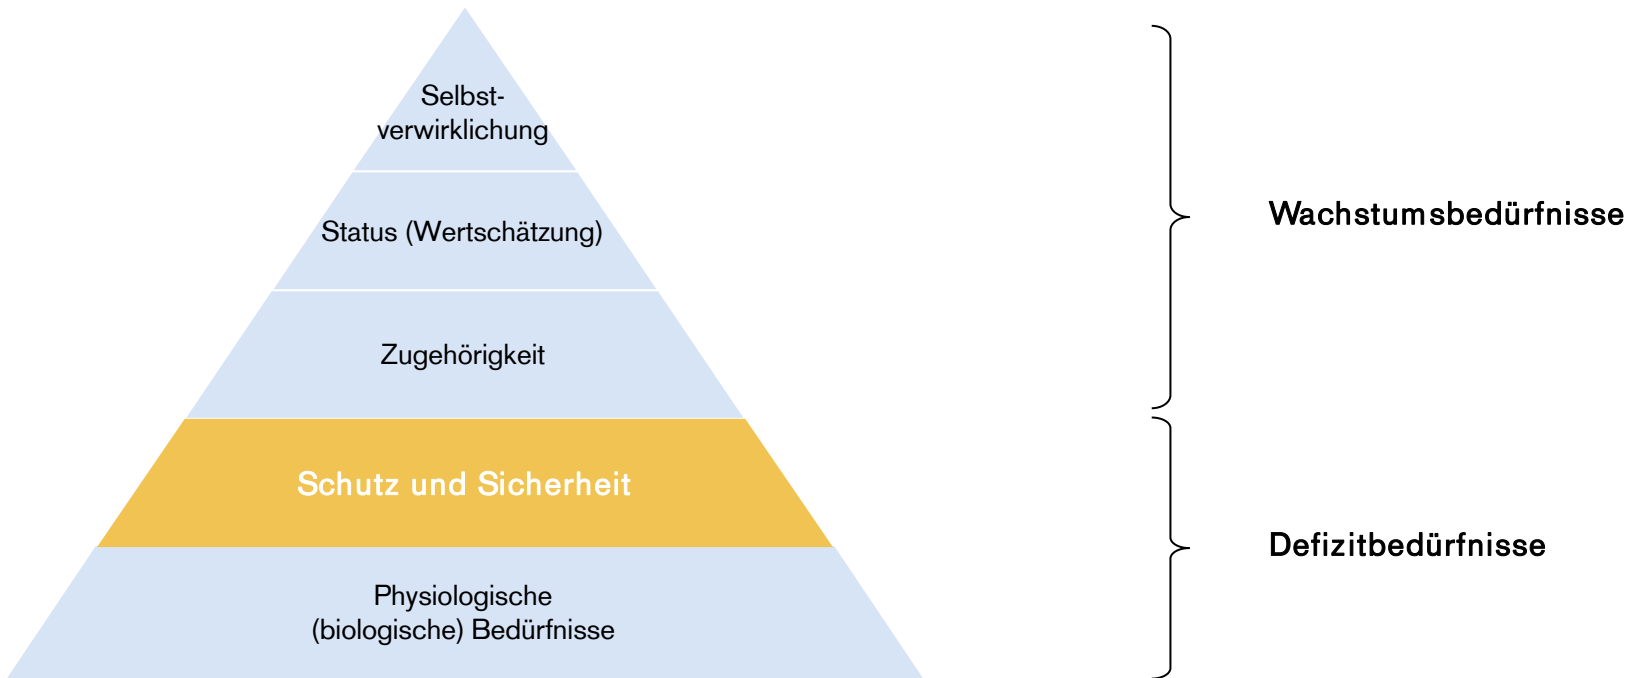 Selbst-
verwirklichung
Status (Wertschätzung)
Wachstumsbedürfnisse
Zugehörigkeit
Schutz und Sicherheit
Defizitbedürfnisse
Physiologische
(biologische) Bedürfnisse